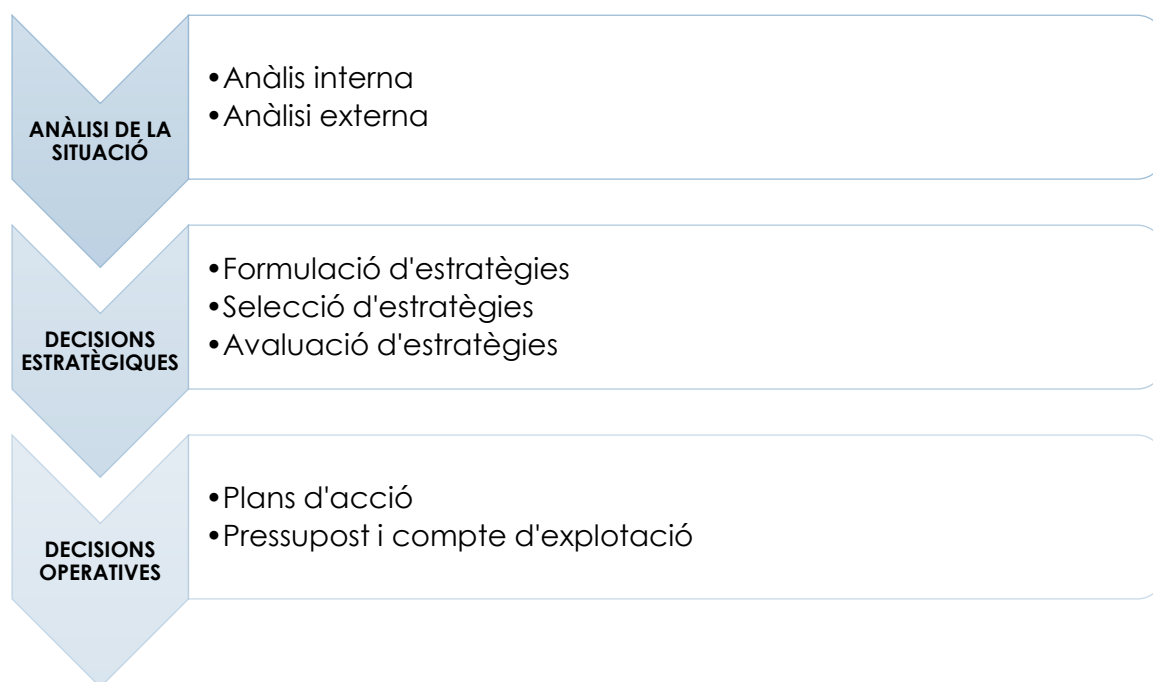 ANÀLISI DE LA
SITUACIÓ
•Anàlis interna
•Anàlisi externa
DECISIONS
ESTRATÈGIQUES
•Formulació d'estratègies
•Selecció d'estratègies
•Avaluació d'estratègies
DECISIONS
OPERATIVES
•Plans d'acció
•Pressupost i compte d'explotació